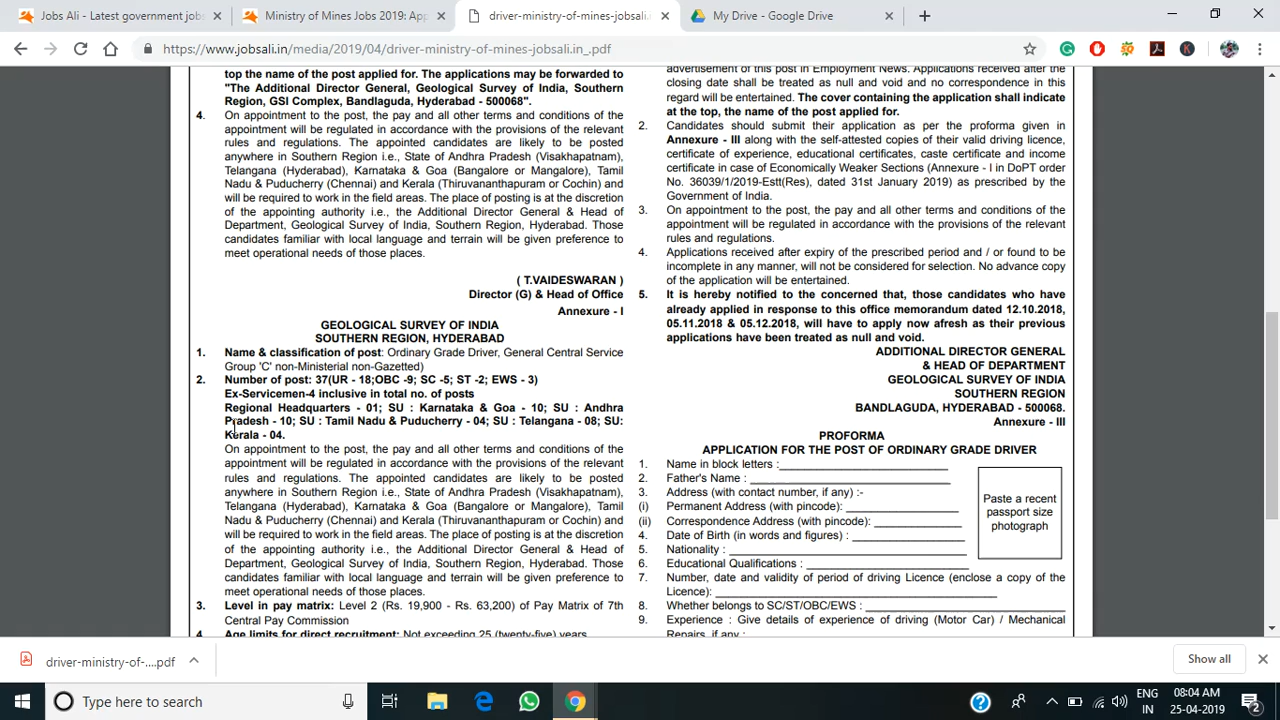 Jobs Ali - Latest government jobs
Ministry of Mines Jobs 2019: App
driver-ministry-of-mines-jobsali.in
My Drive - Google Drive
https://www.jobsali.in/media/2019/04/driver-ministry-of-mines-jobsali.in_.pdf
top the name of the post applied for. The applications may be forwarded to
"The Additional Director General, Geological Survey of India, Southern
Region, GSI Complex, Bandlaguda, Hyderabad - 500068".
4. On appointment to the post, the pay and all other terms and conditions of the
appointment will be regulated in accordance with the provisions of the relevant
rules and regulations. The appointed candidates are likely to be posted
anywhere in Southern Region i.e., State of Andhra Pradesh (Visakhapatnam),
Telangana (Hyderabad), Karnataka & Goa (Bangalore or Mangalore), Tamil
Nadu & Puducherry (Chennai) and Kerala (Thiruvananthapuram or Cochin) and
will be required to work in the field areas. The place of posting is at the discretion
of the appointing authority i.e., the Additional Director General & Head of
Department, Geological Survey of India, Southern Region, Hyderabad. Those
candidates familiar with local language and terrain will be given preference to
meet operational needs of those places.
( T.VAIDESWARAN )
Director (G) & Head of Office
Annexure - I
GEOLOGICAL SURVEY OF INDIA
SOUTHERN REGION, HYDERABAD
1. Name & classification of post: Ordinary Grade Driver, General Central Service
Group 'C' non-Ministerial non-Gazetted)
2. Number of post: 37(UR - 18;OBC -9; SC -5; ST -2; EWS - 3)
Ex-Servicemen-4 inclusive in total no. of posts
Regional Headquarters - 01; SU : Karnataka & Goa - 10; SU : Andhra
Pradesh - 10; SU : Tamil Nadu & Puducherry - 04; SU : Telangana - 08; SU:
Kerala - 04.
On appointment to the post, the pay and all other terms and conditions of the
appointment will be regulated in accordance with the provisions of the relevant
rules and regulations. The appointed candidates are likely to be posted
anywhere in Southern Region i.e., State of Andhra Pradesh (Visakhapatnam),
Telangana (Hyderabad), Karnataka & Goa (Bangalore or Mangalore), Tamil
Nadu & Puducherry (Chennai) and Kerala (Thiruvananthapuram or Cochin) and
will be required to work in the field areas. The place of posting is at the discretion
of the appointing authority i.e., the Additional Director General & Head of
Department, Geological Survey of India, Southern Region, Hyderabad. Those
candidates familiar with local language and terrain will be given preference to
meet operational needs of those places.
3. Level in pay matrix: Level 2 (Rs. 19,900 - Rs. 63,200) of Pay Matrix of 7th
Central Pay Commission
4. Age limits for direct recruitment: Not exceeding 25 (twenty-five) years
advertisement of this post in Employment News. Applications received after the
closing date shall be treated as null and void and no correspondence in this
regard will be entertained. The cover containing the application shall indicate
at the top, the name of the post applied for.
2. Candidates should submit their application as per the proforma given in
Annexure - III along with the self-attested copies of their valid driving licence,
certificate of experience, educational certificates, caste certificate and income
certificate in case of Economically Weaker Sections (Annexure - I in DoPT order
No. 36039/1/2019-Estt(Res), dated 31st January 2019) as prescribed by the
Government of India.
3. On appointment to the post, the pay and all other terms and conditions of the
appointment will be regulated in accordance with the provisions of the relevant
rules and regulations.
4. Applications received after expiry of the prescribed period and / or found to be
incomplete in any manner, will not be considered for selection. No advance copy
of the application will be entertained.
5. It is hereby notified to the concerned that, those candidates who have
already applied in response to this office memorandum dated 12.10.2018,
05.11.2018 & 05.12.2018, will have to apply now afresh as their previous
applications have been treated as null and void.
ADDITIONAL DIRECTOR GENERAL
& HEAD OF DEPARTMENT
GEOLOGICAL SURVEY OF INDIA
SOUTHERN REGION
BANDLAGUDA, HYDERABAD - 500068.
Annexure - III
PROFORMA
APPLICATION FOR THE POST OF ORDINARY GRADE DRIVER
1. Name in block letters :
2. Father's Name :
3. Address (with contact number, if any) :-
(i) Permanent Address (with pincode):
(ii) Correspondence Address (with pincode):
4. Date of Birth (in words and figures) :
5. Nationality :
6. Educational Qualifications :
7. Number, date and validity of period of driving Licence (enclose a copy of the
Licence):
8. Whether belongs to SC/ST/OBC/EWS :
9. Experience : Give details of experience of driving (Motor Car) / Mechanical
Repairs, if any :
Paste a recent
passport size
photograph
driver-ministry-of-....pdf
Show all
Type here to search
ENG
IN
08:04 AM
25-04-2019
2